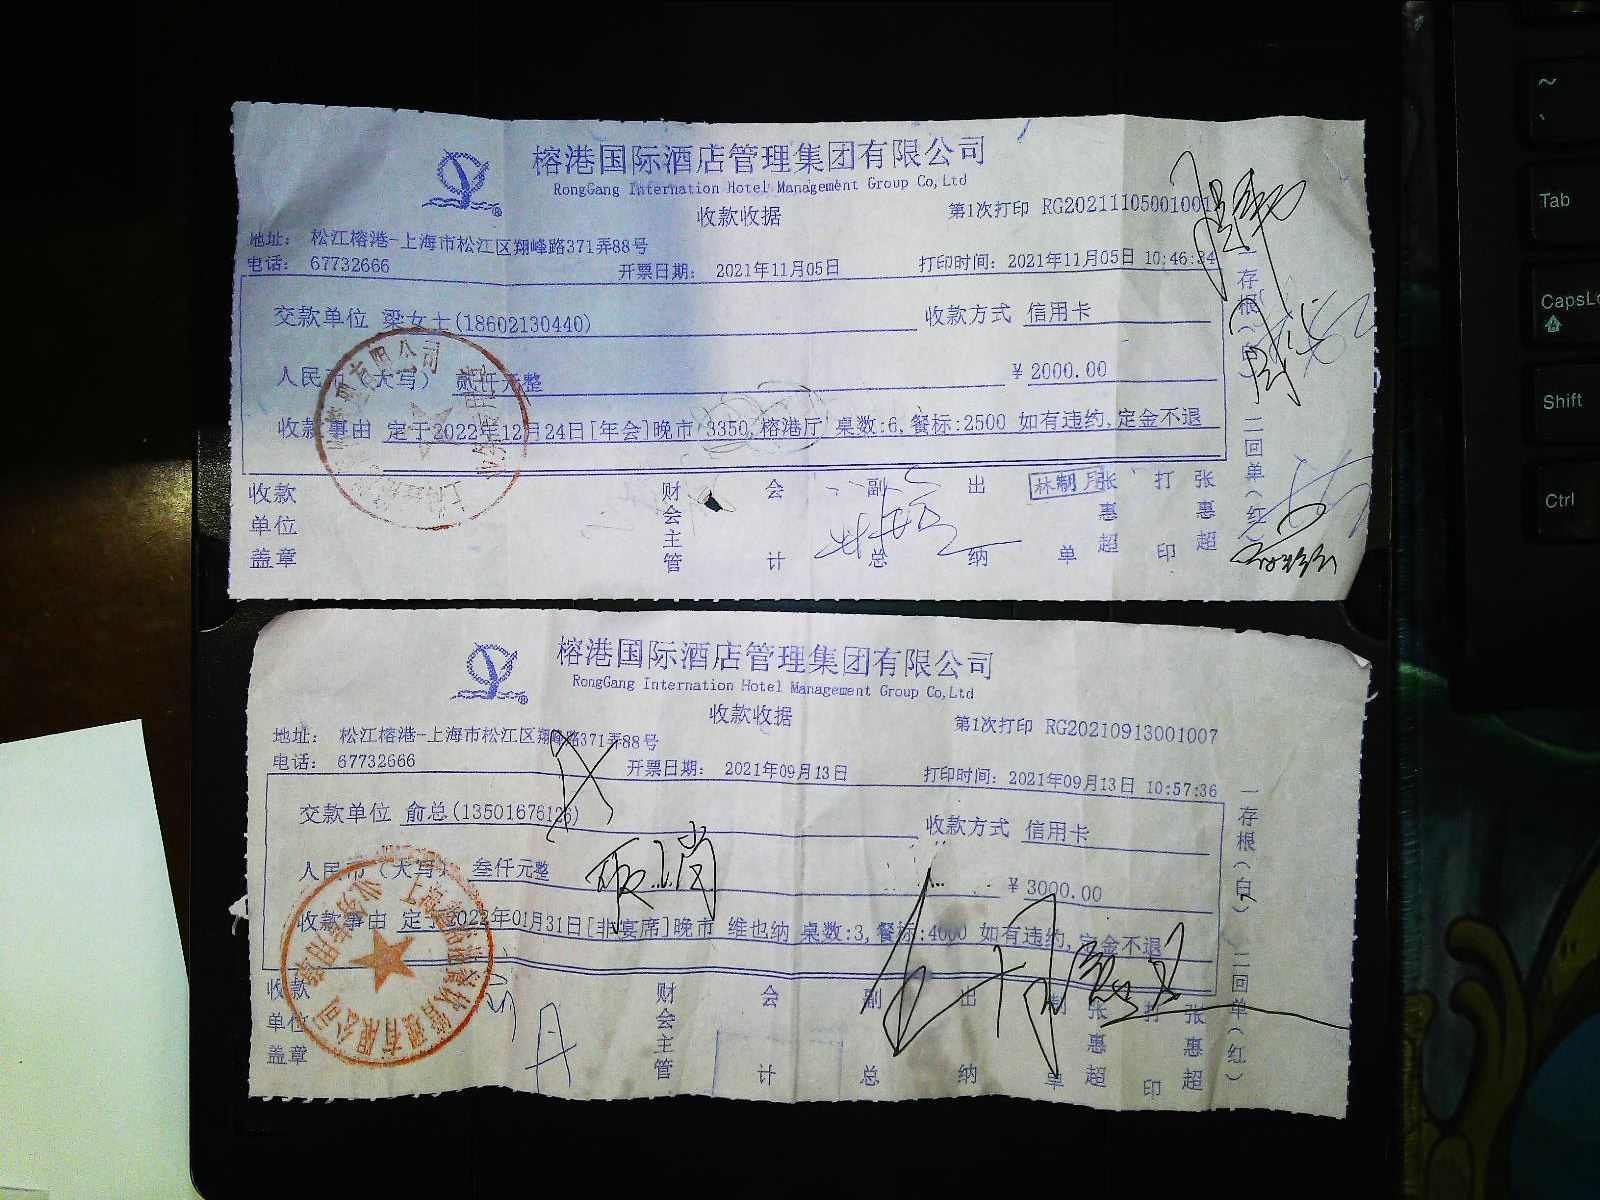 榕港国际酒店管理集团有限公司
RongGang Internation Hotel Management Group Co,Ltd
收款收据
第1次打印 RG20211105001001
地址: 松江榕港-上海市松江区翔峰路371弄88号
电话: 67732666
开票日期: 2021年11月05日
打印时间: 2021年11月05日 10:46:34
交款单位 梁女士(18602130440)
收款方式 信用卡
人民币(大写) 贰仟元整
¥ 2000.00
收款事由 定于2022年12月24日[年会]晚市 3350,榕港厅 桌数:6,餐标:2500 如有违约,定金不退
收款单位盖章
财会主管
会计
副总
出纳
林
制单
张惠超
打印
张惠超
一存根(白)
二回单(红)
榕港国际酒店管理集团有限公司
RongGang Internation Hotel Management Group Co,Ltd
收款收据
第1次打印 RG20210913001007
地址: 松江榕港-上海市松江区翔峰路371弄88号
电话: 67732666
开票日期: 2021年09月13日
打印时间: 2021年09月13日 10:57:36
交款单位 俞总(13501676126)
收款方式 信用卡
人民币(大写) 叁仟元整
¥ 3000.00
收款事由 定于2022年01月31日[非宴席]晚市 维也纳 桌数:3,餐标:4000 如有违约,定金不退
收款单位盖章
财会主管
会计
副总
出纳
制单
张惠超
打印
张惠超
一存根(白)
二回单(红)
~
Tab
CapsLo
Shift
Ctrl